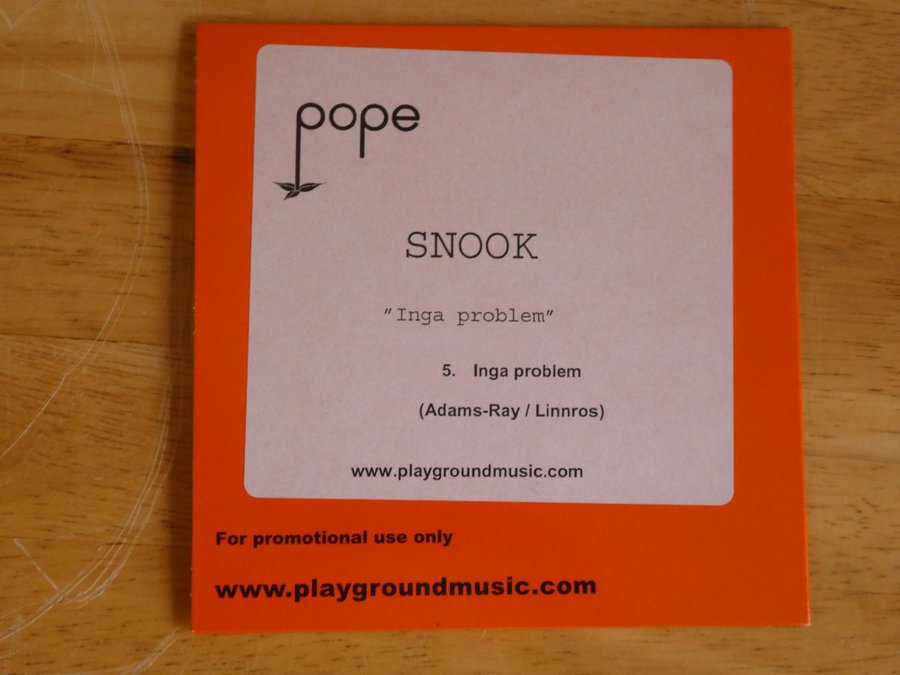 pope
SNOOK
”Inga problem”
5. Inga problem
(Adams-Ray / Linnros)
www.playgroundmusic.com
For promotional use only
www.playgroundmusic.com